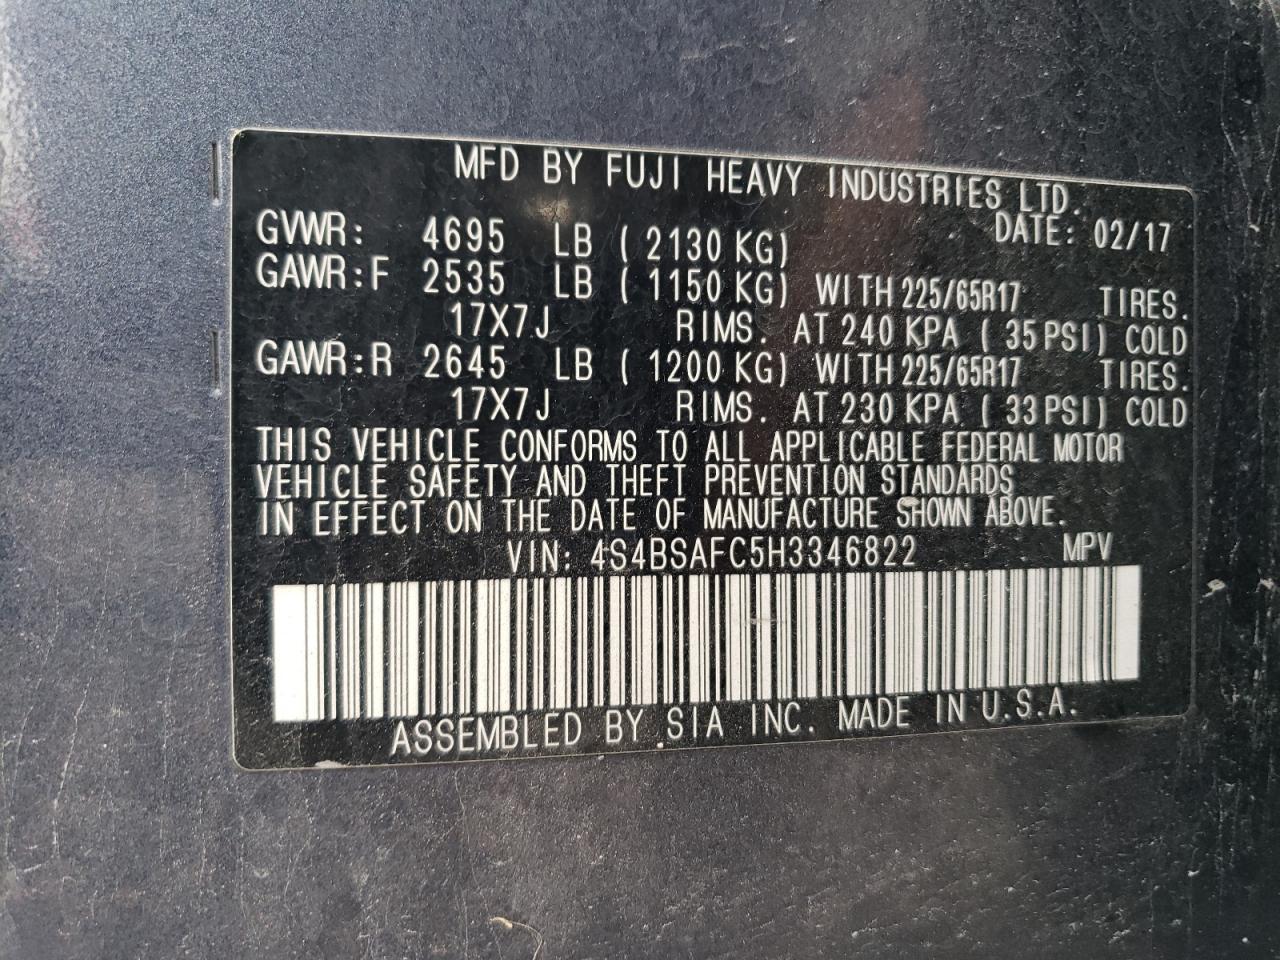 MFD BY FUJI HEAVY INDUSTRIES LTD.
DATE: 02/17
GVWR: 4695 LB ( 2130 KG)
GAWR:F 2535 LB ( 1150 KG) WITH 225/65R17 TIRES.
17X7J RIMS. AT 240 KPA ( 35 PSI) COLD
GAWR:R 2645 LB ( 1200 KG) WITH 225/65R17 TIRES.
17X7J RIMS. AT 230 KPA ( 33 PSI) COLD
THIS VEHICLE CONFORMS TO ALL APPLICABLE FEDERAL MOTOR
VEHICLE SAFETY AND THEFT PREVENTION STANDARDS
IN EFFECT ON THE DATE OF MANUFACTURE SHOWN ABOVE.
VIN: 4S4BSAFC5H3346822 MPV
ASSEMBLED BY SIA INC. MADE IN U.S.A.